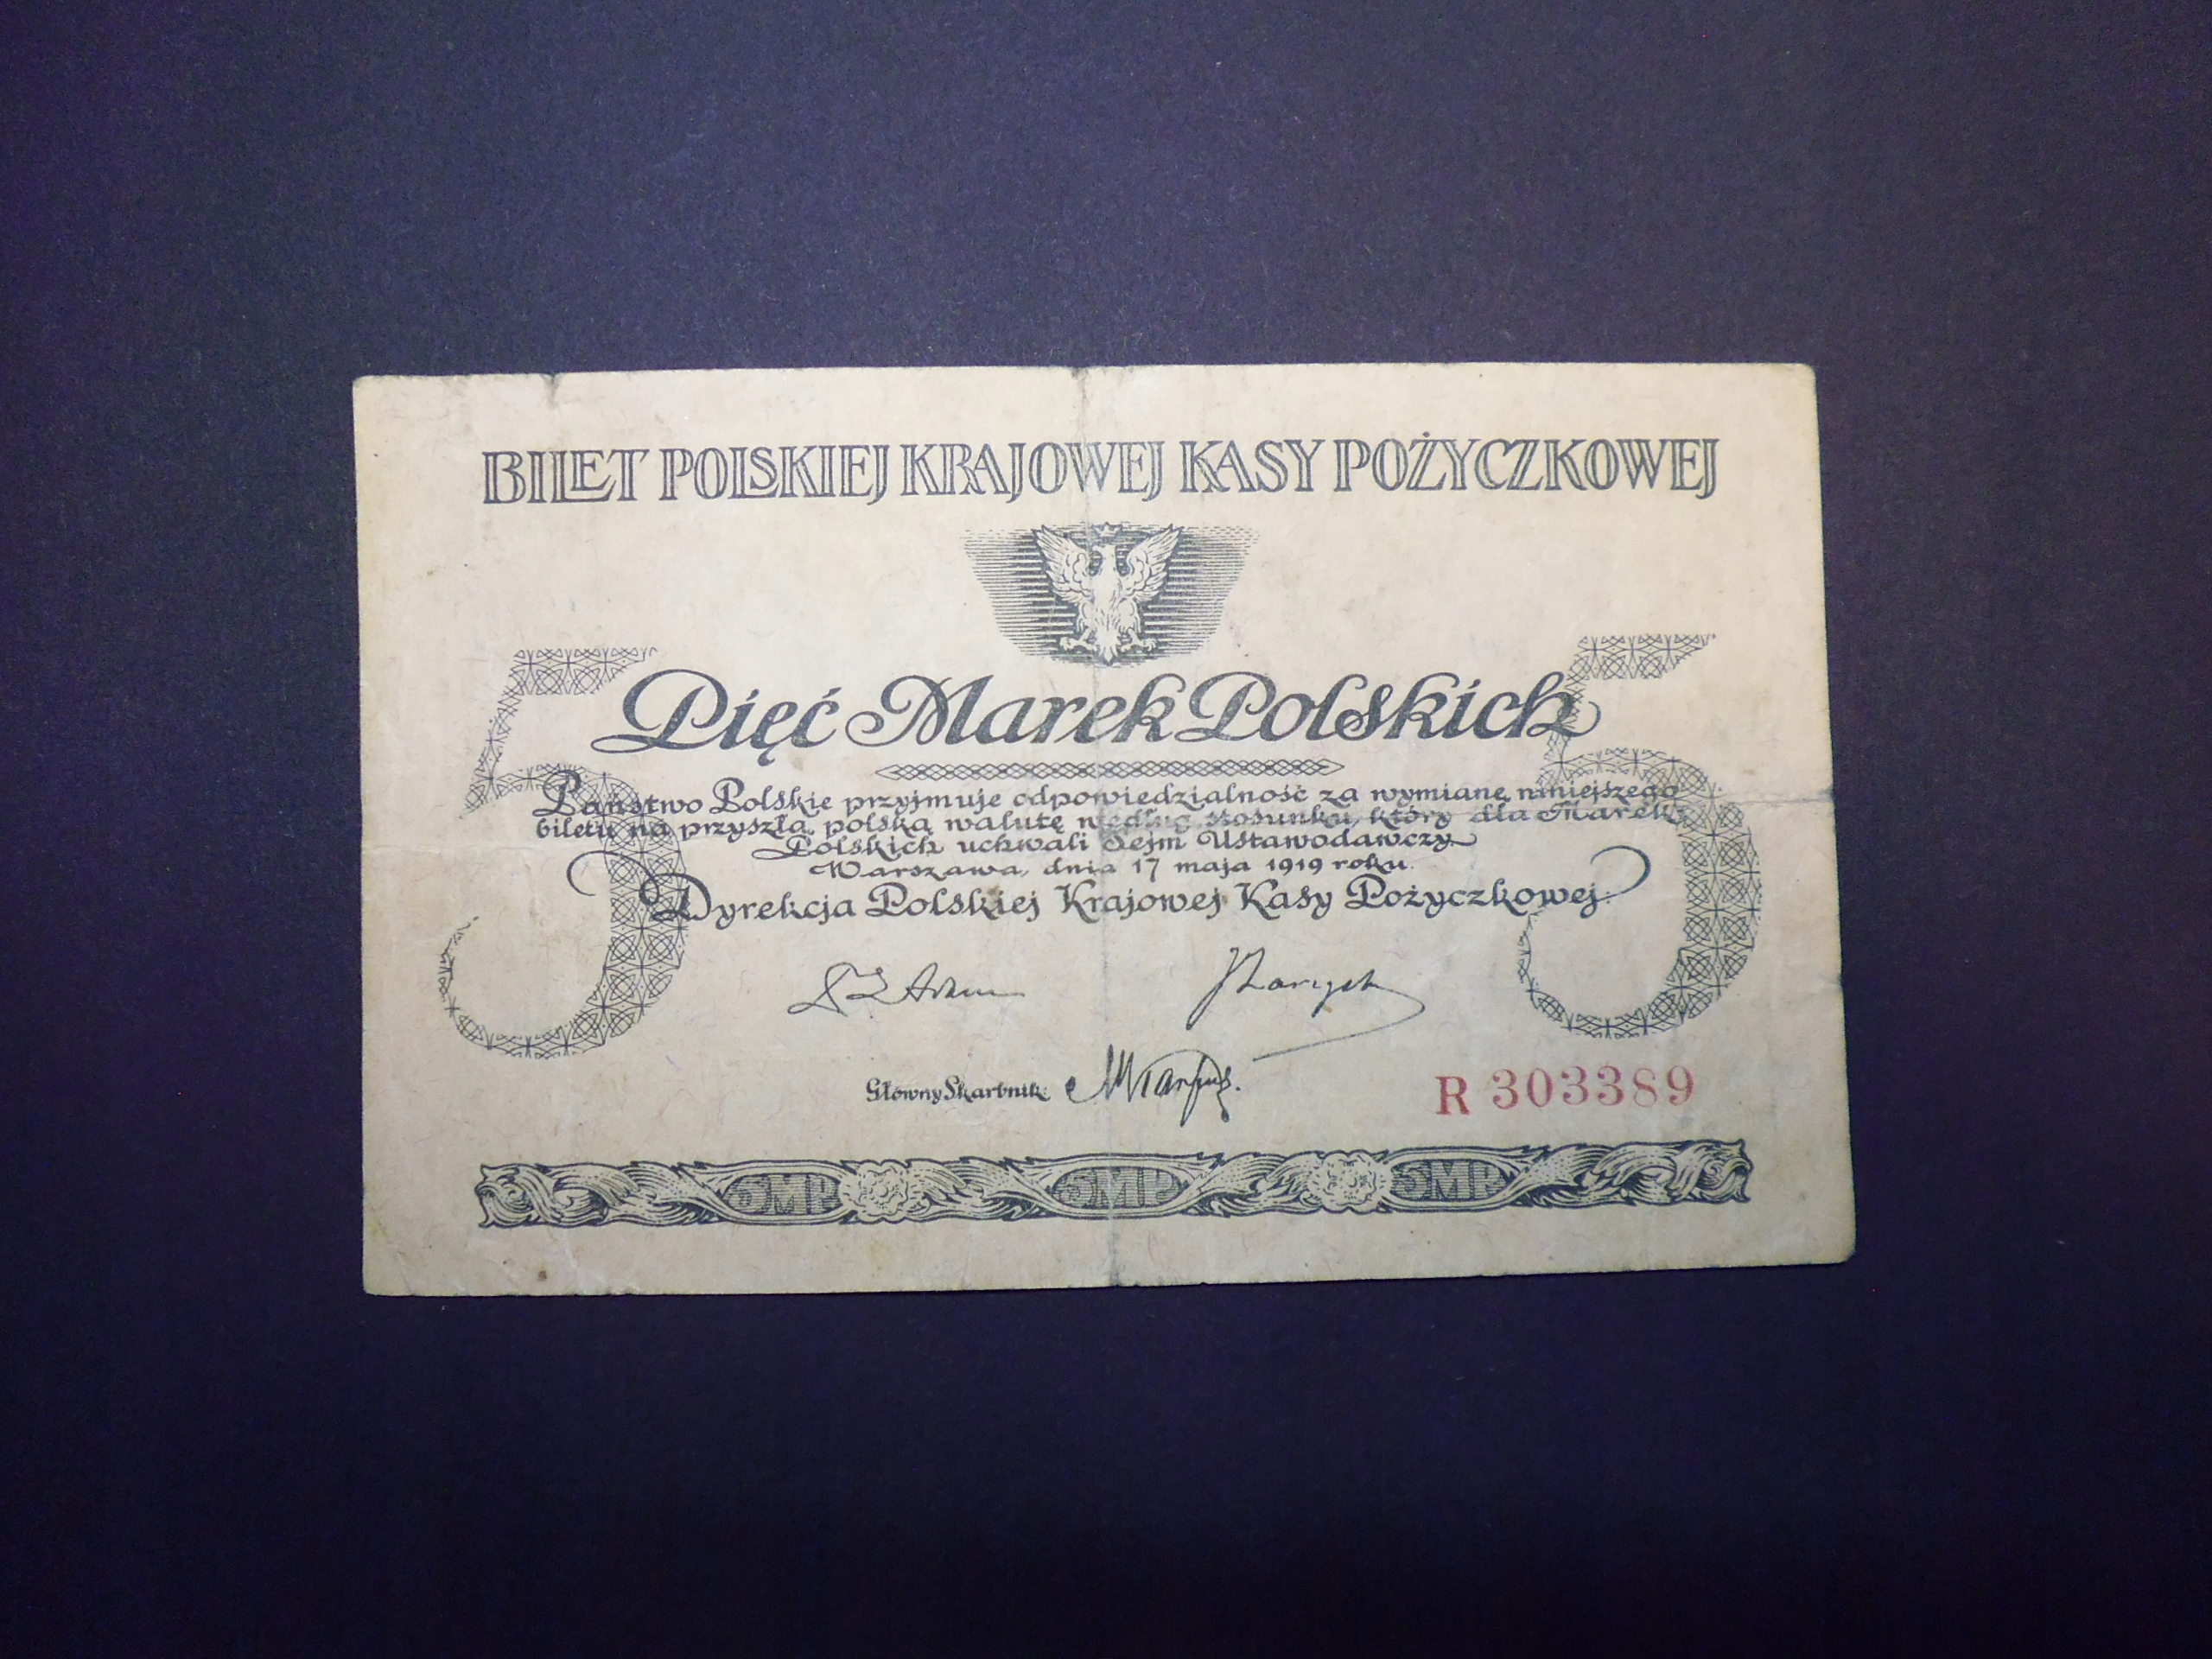 BILET POLSKIEJ KRAJOWEJ KASY POŻYCZKOWEJ
5 5
Pięć Marek Polskich
Państwo Polskie przyjmuje odpowiedzialność za wymianę niniejszego
biletu na przyszłą polską walutę według stosunku, który dla Marek
Polskich uchwali Sejm Ustawodawczy
Warszawa, dnia 17 maja 1919 roku.
Dyrekcja Polskiej Krajowej Kasy Pożyczkowej:
Główny Skarbnik
R 303389
5MP 5MP 5MP